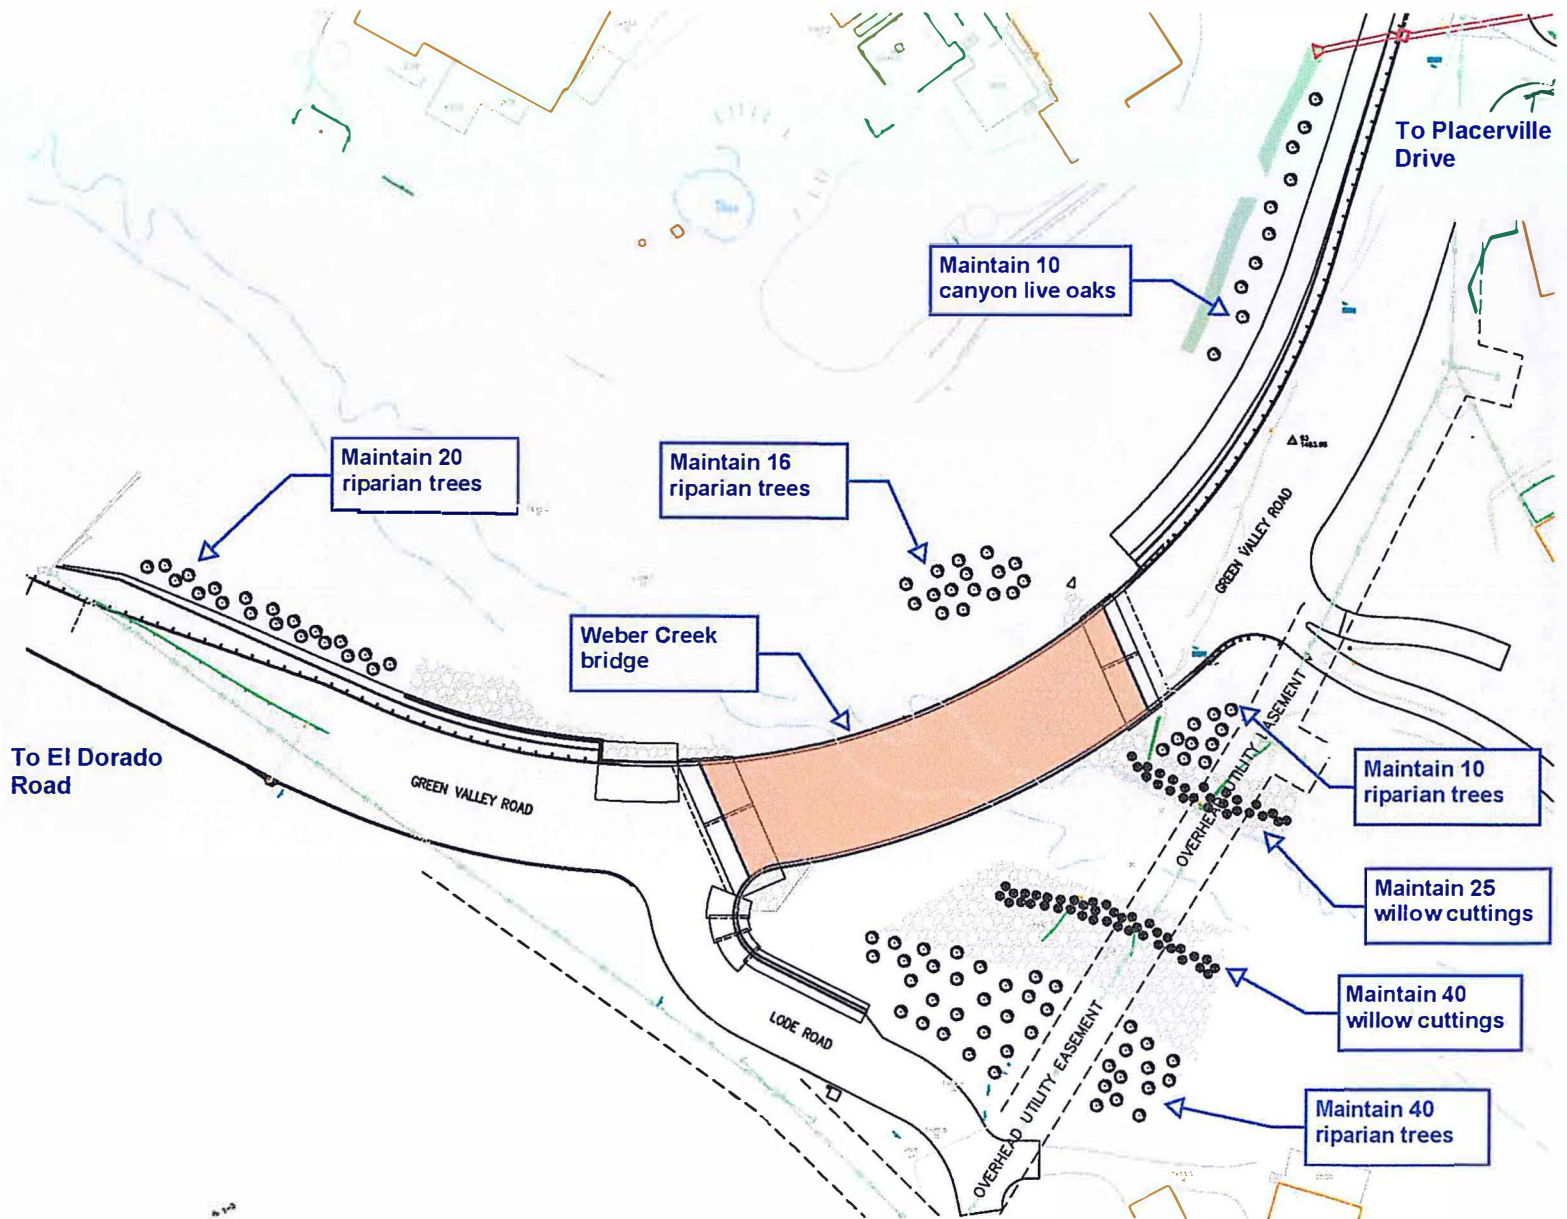 To Placerville
Drive
Maintain 10
canyon live oaks
Maintain 20
riparian trees
Maintain 16
riparian trees
GREEN VALLEY ROAD
Weber Creek
bridge
To El Dorado
Road
GREEN VALLEY ROAD
OVERHEAD UTILITY EASEMENT
Maintain 10
riparian trees
Maintain 25
willow cuttings
Maintain 40
willow cuttings
LODE ROAD
OVERHEAD UTILITY EASEMENT
Maintain 40
riparian trees